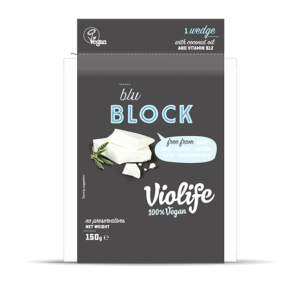 Vegan
1 wedge
with coconut oil
AND VITAMIN B12
blu
BLOCK
free from
Violife
100% Vegan
no preservatives
NET WEIGHT
150g